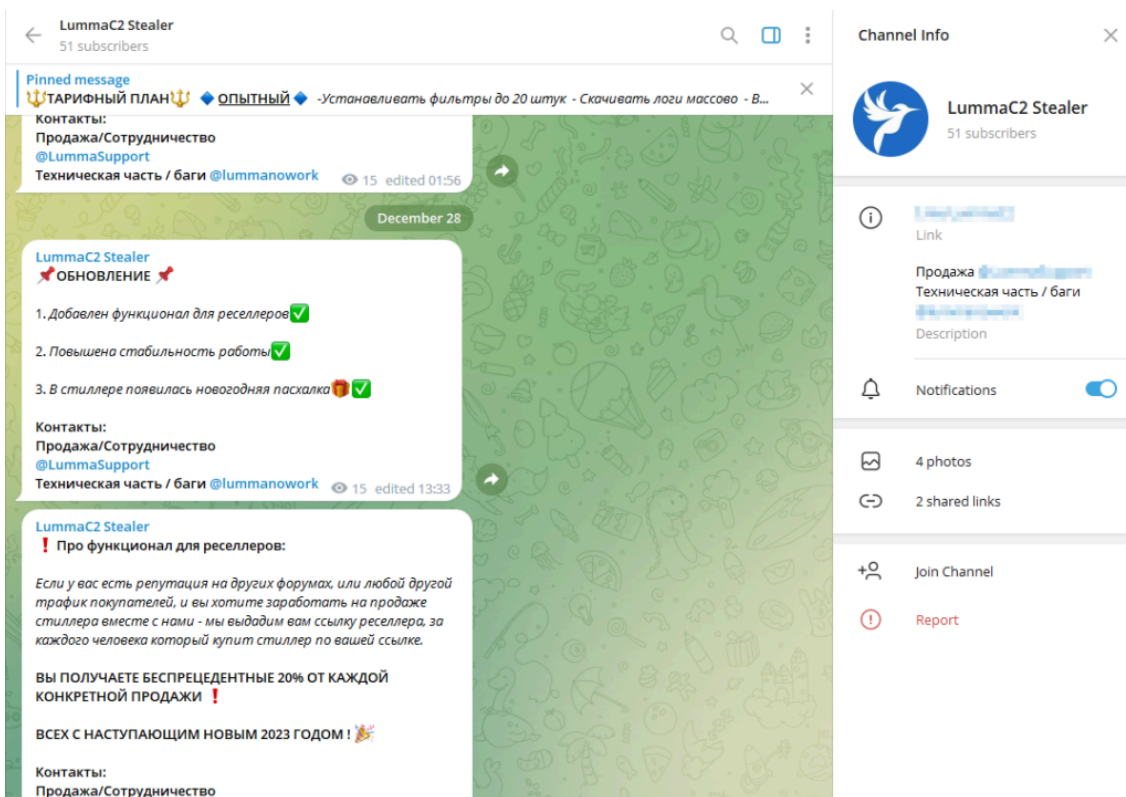 LummaC2 Stealer
51 subscribers
Pinned message
🔱ТАРИФНЫЙ ПЛАН🔱 🔹ОПЫТНЫЙ🔹 -Устанавливать фильтры до 20 штук - Скачивать логи массово - В...
Контакты:
Продажа/Сотрудничество
@LummaSupport
Техническая часть / баги @lummanowork 15 edited 01:56
December 28
LummaC2 Stealer
📌ОБНОВЛЕНИЕ 📌
1. Добавлен функционал для реселлеров✅
2. Повышена стабильность работы✅
3. В стиллере появилась новогодняя пасхалка🎁✅
Контакты:
Продажа/Сотрудничество
@LummaSupport
Техническая часть / баги @lummanowork 15 edited 13:33
LummaC2 Stealer
❗ Про функционал для реселлеров:
Если у вас есть репутация на других форумах, или любой другой
трафик покупателей, и вы хотите заработать на продаже
стиллера вместе с нами - мы выдадим вам ссылку реселлера, за
каждого человека который купит стиллер по вашей ссылке.
ВЫ ПОЛУЧАЕТЕ БЕСПРЕЦЕДЕНТНЫЕ 20% ОТ КАЖДОЙ
КОНКРЕТНОЙ ПРОДАЖИ ❗
ВСЕХ С НАСТУПАЮЩИМ НОВЫМ 2023 ГОДОМ ! 🎉
Контакты:
Продажа/Сотрудничество
Channel Info
LummaC2 Stealer
51 subscribers
Link
Продажа
Техническая часть / баги
Description
Notifications
4 photos
2 shared links
Join Channel
Report